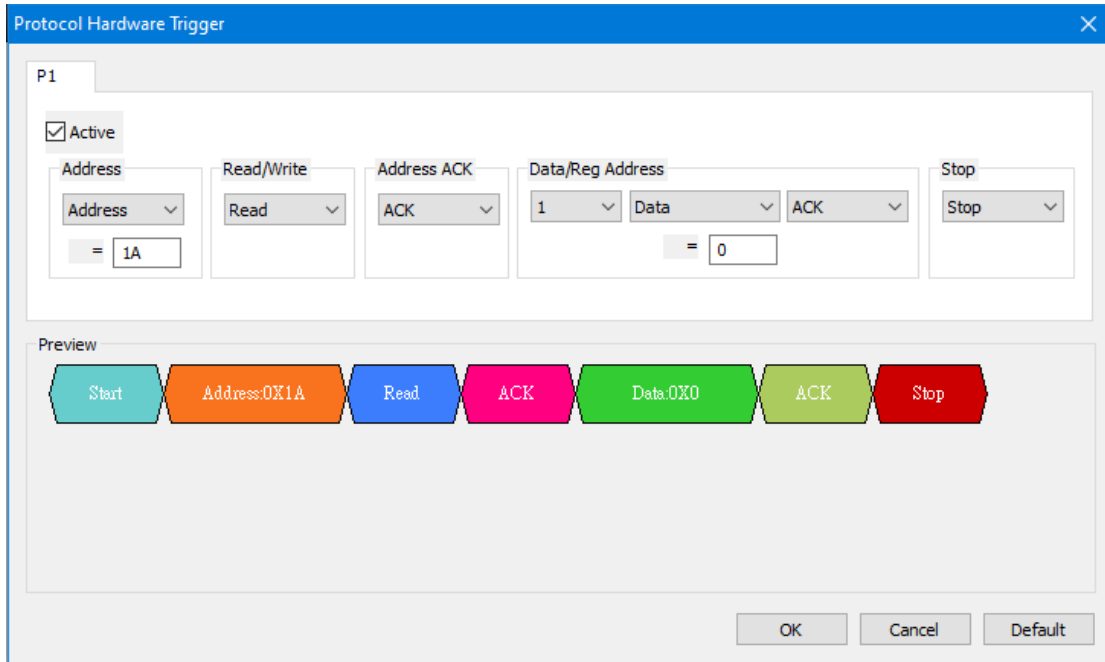 Protocol Hardware Trigger
P1
Active
Address Read/Write Address ACK Data/Reg Address Stop
Address Read ACK 1 Data ACK Stop
= 1A = 0
Preview
Start Address:0X1A Read ACK Data:0X0 ACK Stop
OK Cancel Default